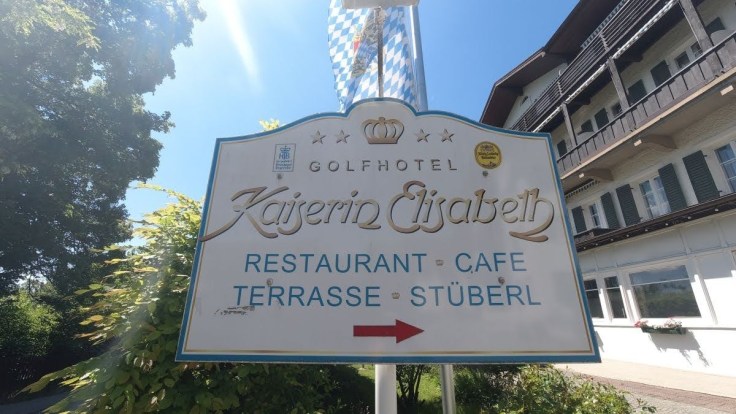 GOLFHOTEL
Kaiserin Elisabeth
RESTAURANT · CAFE
TERRASSE · STÜBERL